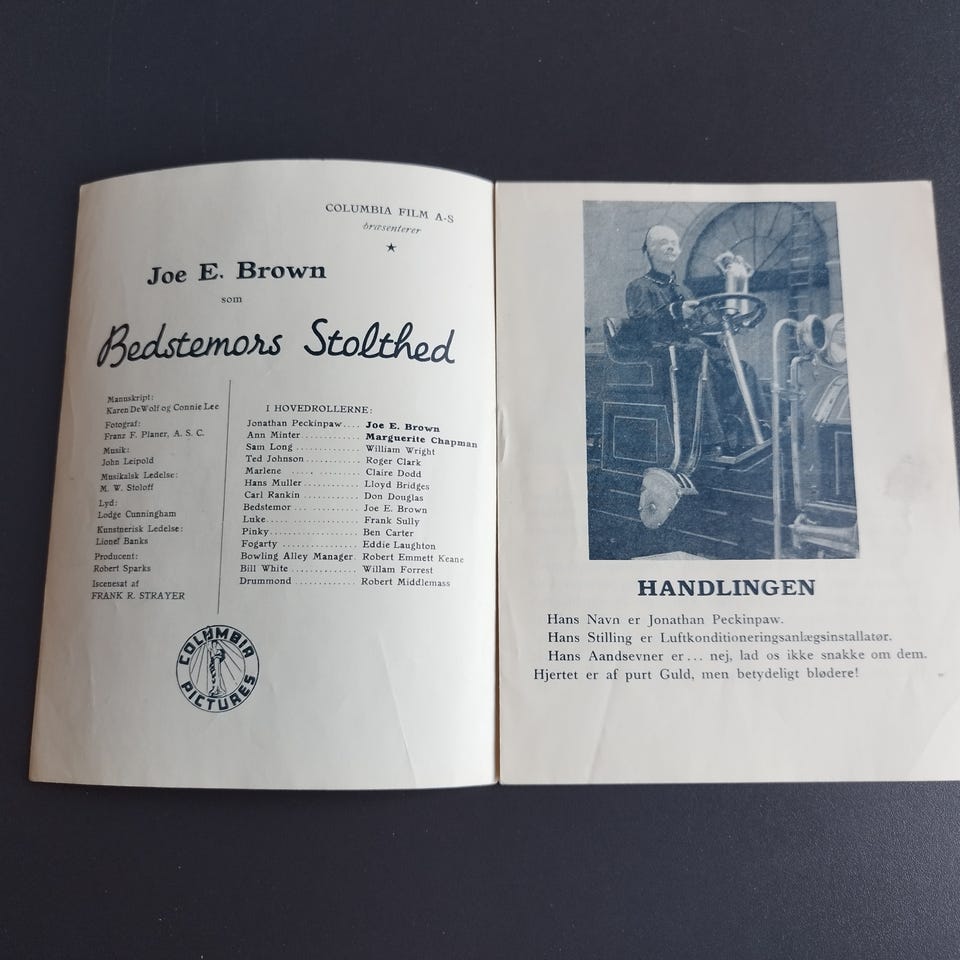 COLUMBIA FILM A-S
præsenterer
Joe E. Brown
som
Bedstemors Stolthed
Manuskript:
Karen DeWolf og Connie Lee
Fotograf:
Franz F. Planer, A. S. C.
Musik:
John Leipold
Musikalsk Ledelse:
M. W. Stoloff
Lyd:
Lodge Cunningham
Kunstnerisk Ledelse:
Lionel Banks
Producent:
Robert Sparks
Iscenesat af
FRANK R. STRAYER
I HOVEDROLLERNE:
Jonathan Peckinpaw.... Joe E. Brown
Ann Minter ............ Marguerite Chapman
Sam Long .............. William Wright
Ted Johnson ........... Roger Clark
Marlene ..... ......... Claire Dodd
Hans Muller ........... Lloyd Bridges
Carl Rankin ........... Don Douglas
Bedstemor ... ......... Joe E. Brown
Luke..... ............. Frank Sully
Pinky.................. Ben Carter
Fogarty ............... Eddie Laughton
Bowling Alley Manager. Robert Emmett Keane
Bill White ............ Willam Forrest
Drummond ............ Robert Middlemass
COLUMBIA
PICTURES
HANDLINGEN
Hans Navn er Jonathan Peckinpaw.
Hans Stilling er Luftkonditioneringsanlægsinstallatør.
Hans Aandsevner er... nej, lad os ikke snakke om dem.
Hjertet er af purt Guld, men betydeligt blødere!